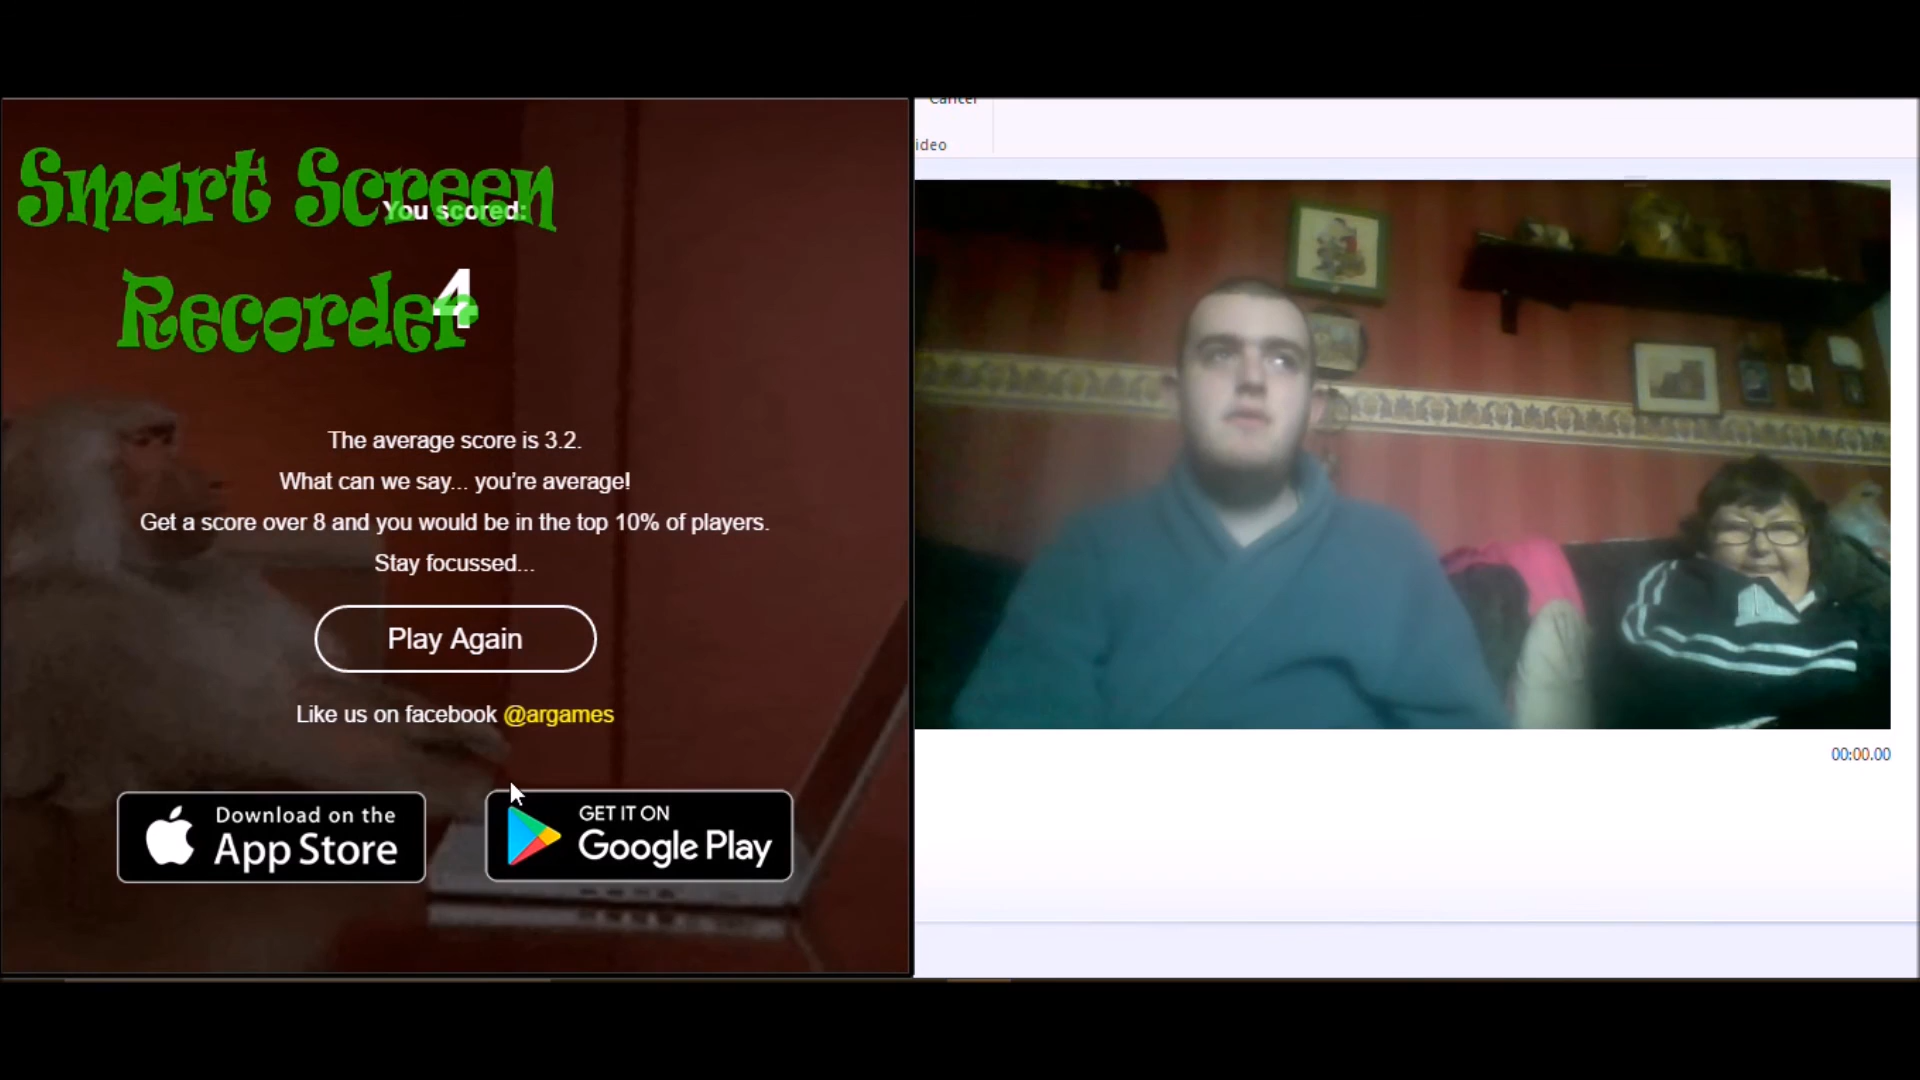 Smart Screen
You scored:
Recorder
4
The average score is 3.2.
What can we say... you're average!
Get a score over 8 and you would be in the top 10% of players.
Stay focussed...
Play Again
Like us on facebook @argames
Download on the
App Store
GET IT ON
Google Play
Cancel
ideo
00:00.00